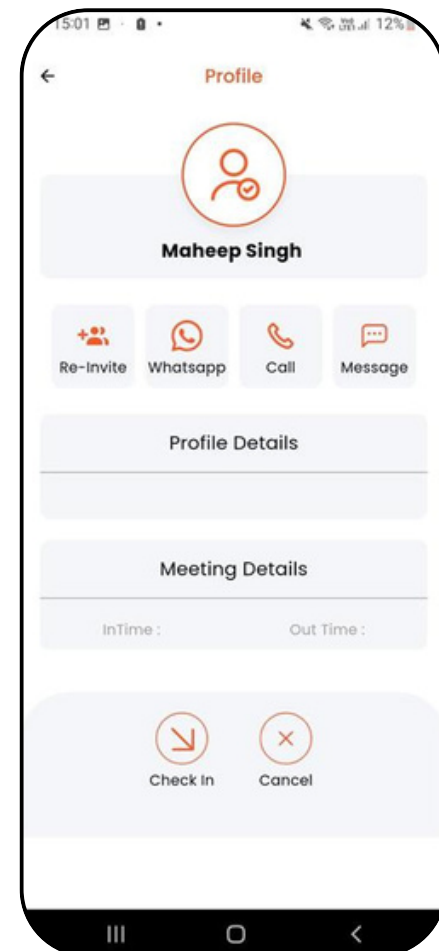 15:01 12%
Profile
Maheep Singh
Re-Invite Whatsapp Call Message
Profile Details
Meeting Details
InTime : Out Time :
Check In Cancel